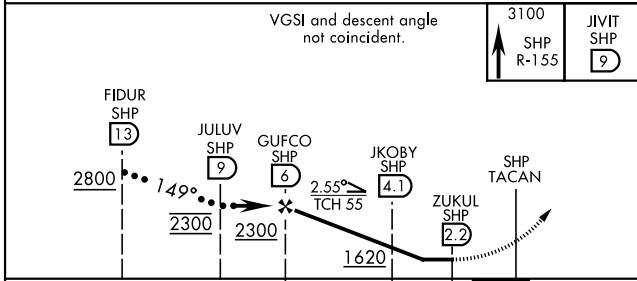 VGSI and descent angle
not coincident.
3100
SHP
R-155
JIVIT
SHP
9
FIDUR
SHP
13
JULUV
SHP
9
GUFCO
SHP
6
JKOBY
SHP
4.1
ZUKUL
SHP
2.2
SHP
TACAN
2800
149°
2300
2300
2.55°
TCH 55
1620